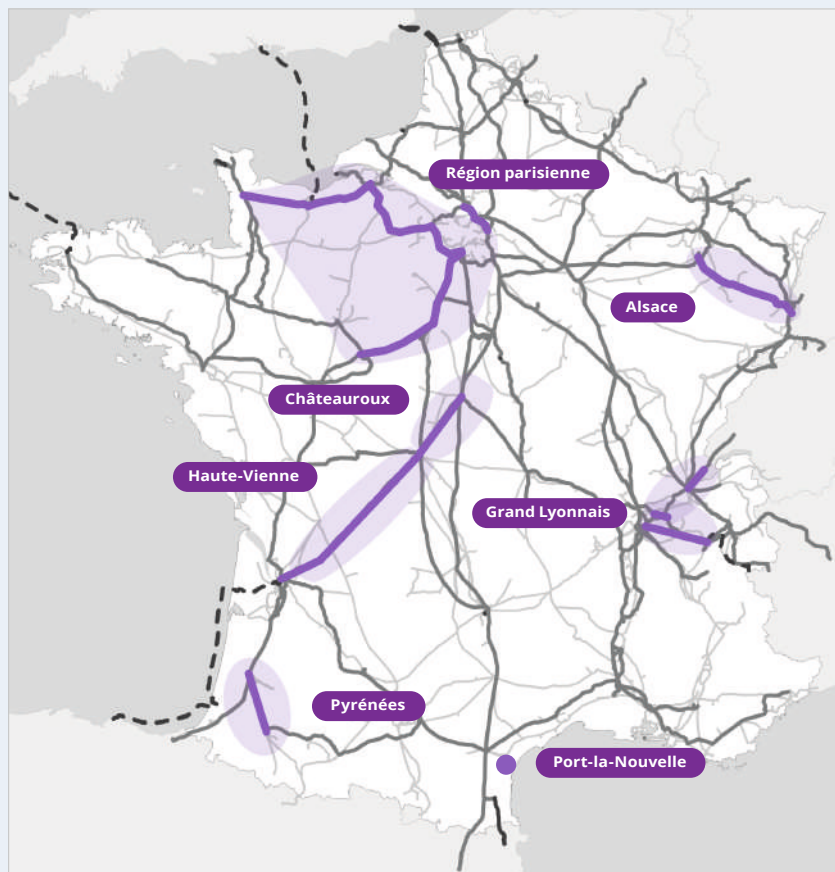 Région parisienne
Alsace
Châteauroux
Haute-Vienne
Grand Lyonnais
Pyrénées
Port-la-Nouvelle